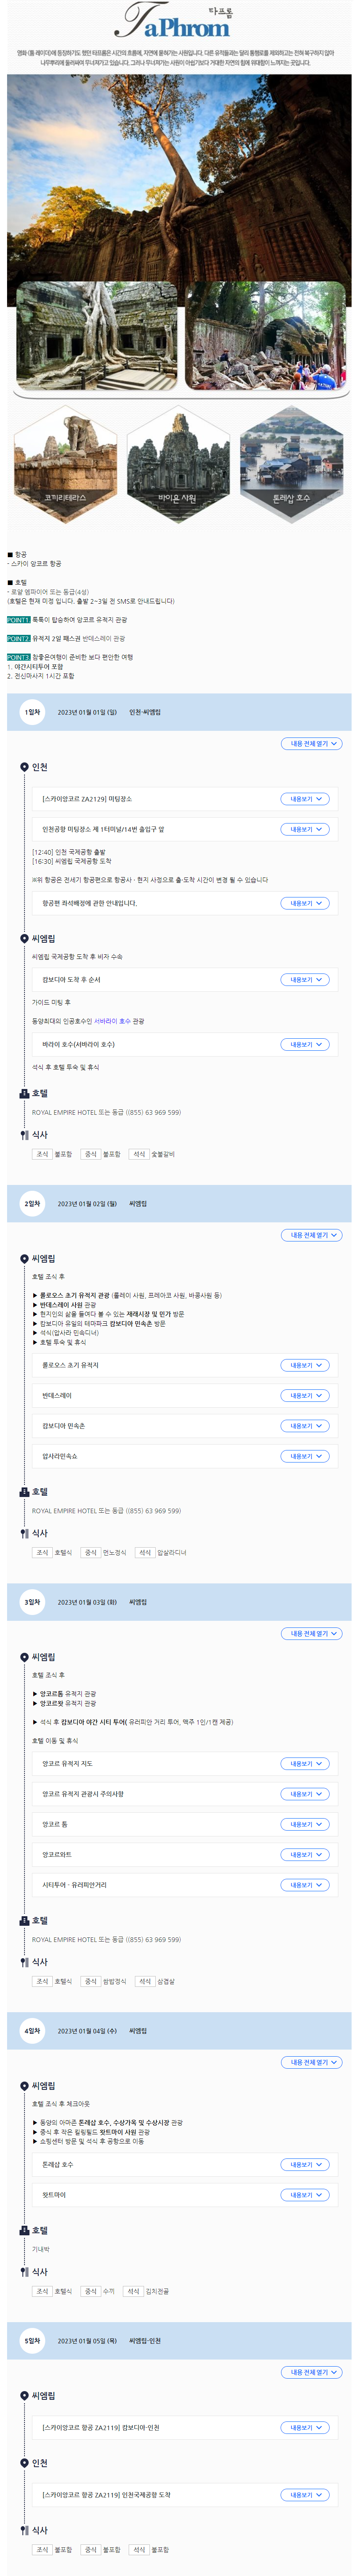 타프롬
Ta Phrom
영화 (툼 레이더)에 등장하기도 했던 타프롬은 시간의 흐름에, 자연에 묻혀가는 사원입니다. 다른 유적들과는 달리 통행로를 제외하고는 전혀 복구하지 않아
나무뿌리에 둘러싸여 무너져가고 있습니다. 그러나 무너져가는 사원이 아쉽기보다 거대한 자연의 힘에 위대함이 느껴지는 곳입니다.
코끼리테라스
바이욘 사원
톤레삽 호수
■ 항공
- 스카이 앙코르 항공
■ 호텔
- 로얄 엠파이어 또는 동급(4성)
(호텔은 현재 미정 입니다. 출발 2~3일 전 SMS로 안내드립니다)
POINT1. 툭툭이 탑승하여 앙코르 유적지 관광
POINT2. 유적지 2일 패스권 반데스레이 관광
POINT3. 참좋은여행이 준비한 보다 편안한 여행
1. 야간시티투어 포함
2. 전신마사지 1시간 포함
1일차 2023년 01월 01일 (일) 인천-씨엠립
내용 전체 열기
인천
[스카이앙코르 ZA2129] 미팅장소 내용보기
인천공항 미팅장소 제 1터미널/14번 출입구 앞 내용보기
[12:40] 인천 국제공항 출발
[16:30] 씨엠립 국제공항 도착
※위 항공은 전세기 항공편으로 항공사 · 현지 사정으로 출·도착 시간이 변경 될 수 있습니다
항공편 좌석배정에 관한 안내입니다. 내용보기
씨엠립
씨엠립 국제공항 도착 후 비자 수속
캄보디아 도착 후 순서 내용보기
가이드 미팅 후
동양최대의 인공호수인 서바라이 호수 관광
바라이 호수(서바라이 호수) 내용보기
석식 후 호텔 투숙 및 휴식
호텔
ROYAL EMPIRE HOTEL 또는 동급 ((855) 63 969 599)
식사
조식 불포함 중식 불포함 석식 숯불갈비
2일차 2023년 01월 02일 (월) 씨엠립
내용 전체 열기
씨엠립
호텔 조식 후
▶ 롤로오스 초기 유적지 관광 (롤레이 사원, 프레아코 사원, 바콩사원 등)
▶ 반데스레이 사원 관광
▶ 현지인의 삶을 들여다 볼 수 있는 재래시장 및 민가 방문
▶ 캄보디아 유일의 테마파크 캄보디아 민속촌 방문
▶ 석식(압사라 민속디너)
▶ 호텔 투숙 및 휴식
롤로오스 초기 유적지 내용보기
반데스레이 내용보기
캄보디아 민속촌 내용보기
압사라민속쇼 내용보기
호텔
ROYAL EMPIRE HOTEL 또는 동급 ((855) 63 969 599)
식사
조식 호텔식 중식 면노정식 석식 압살라디너
3일차 2023년 01월 03일 (화) 씨엠립
내용 전체 열기
씨엠립
호텔 조식 후
▶ 앙코르톰 유적지 관광
▶ 앙코르왓 유적지 관광
▶ 석식 후 캄보디아 야간 시티 투어( 유러피안 거리 투어, 맥주 1인/1캔 제공)
호텔 이동 및 휴식
앙코르 유적지 지도 내용보기
앙코르 유적지 관광시 주의사항 내용보기
앙코르 톰 내용보기
앙코르와트 내용보기
시티투어 - 유러피안거리 내용보기
호텔
ROYAL EMPIRE HOTEL 또는 동급 ((855) 63 969 599)
식사
조식 호텔식 중식 쌈밥정식 석식 삼겹살
4일차 2023년 01월 04일 (수) 씨엠립
내용 전체 열기
씨엠립
호텔 조식 후 체크아웃
▶ 동양의 아마존 톤레삽 호수, 수상가옥 및 수상시장 관광
▶ 중식 후 작은 킬링필드 왓트마이 사원 관광
▶ 쇼핑센터 방문 및 석식 후 공항으로 이동
톤레삽 호수 내용보기
왓트마이 내용보기
호텔
기내박
식사
조식 호텔식 중식 수끼 석식 김치전골
5일차 2023년 01월 05일 (목) 씨엠립-인천
내용 전체 열기
씨엠립
[스카이앙코르 항공 ZA2119] 캄보디아-인천 내용보기
인천
[스카이앙코르 항공 ZA2119] 인천국제공항 도착 내용보기
식사
조식 불포함 중식 불포함 석식 불포함